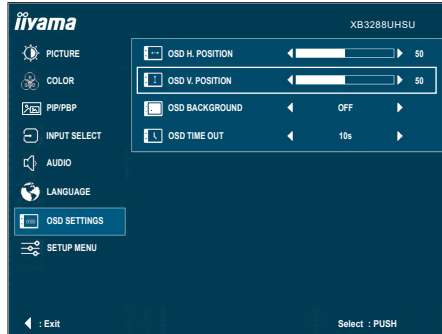 iiyama
XB3288UHSU
PICTURE
OSD H. POSITION 50
COLOR
OSD V. POSITION 50
PIP/PBP
OSD BACKGROUND OFF
INPUT SELECT
OSD TIME OUT 10s
AUDIO
LANGUAGE
OSD OSD SETTINGS
SETUP MENU
: Exit
Select : PUSH